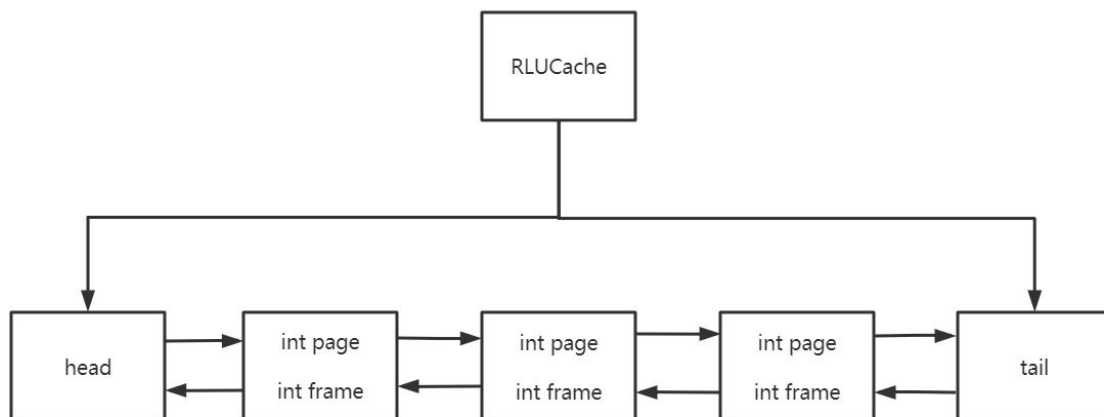 RLUCache
head
int page
int frame
int page
int frame
int page
int frame
tail